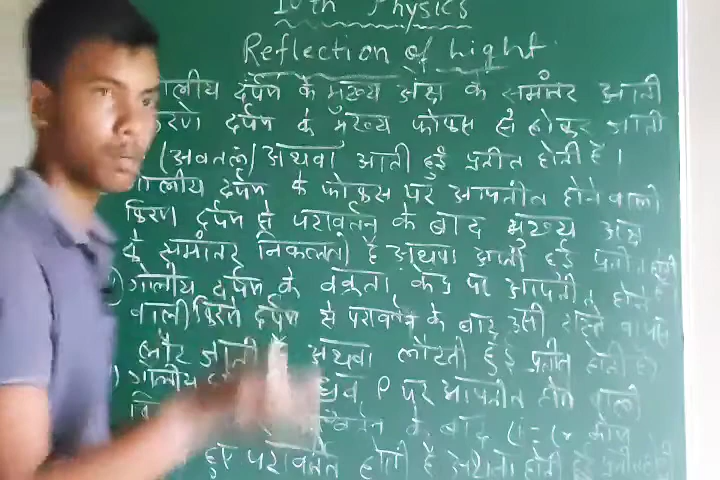 10th Physics
Reflection of Light
गोलीय दर्पण के मुख्य अक्ष के समांतर आती
किरणे दर्पण के मुख्य फोकस से होकर जाती
(अवतल)/अथवा आती हुई प्रतीत होती है।
गोलीय दर्पण के फोकस पर आपतीत होने वाली
किरण दर्पण से परावर्तन के बाद मुख्य अक्ष
के समांतर निकलती है अथवा आती हुई प्रतीत होती
) गोलीय दर्पण के वक्रता केंद्र पर आपतीत होने
वाली किरणे दर्पण से परावर्तन के बाद उसी रास्ते वापस
लौट जाती है अथवा लौटती हुई प्रतीत होती है
) गोलीय ध्रुव, P पर आपतीत होने वाली
के बाद कोण
हुए परावर्तित होती है